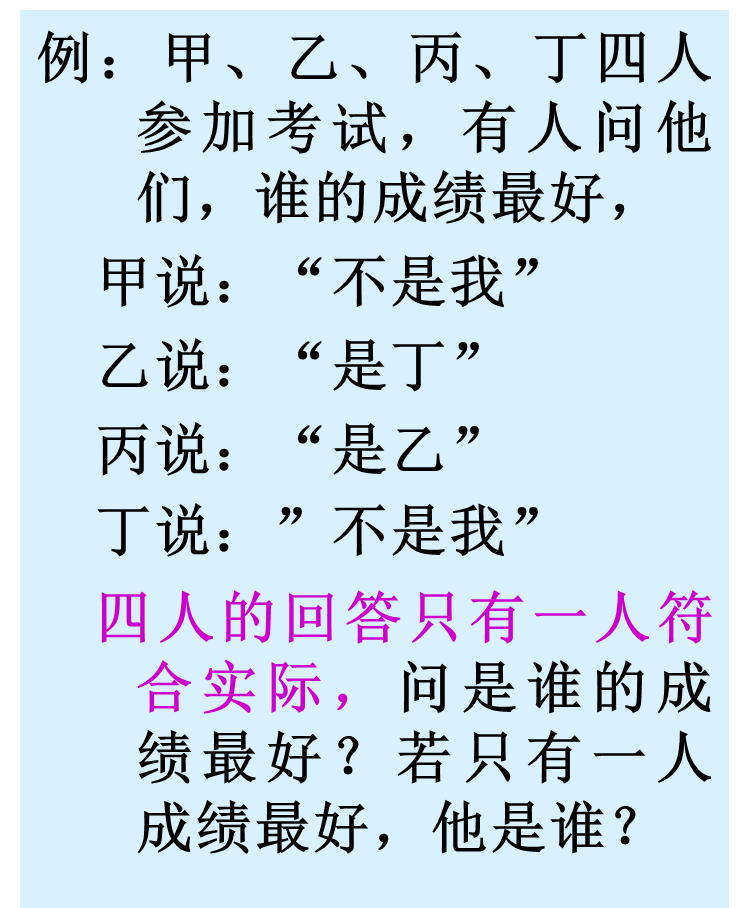 例：甲、乙、丙、丁四人
参加考试，有人问他
们，谁的成绩最好，
甲说：“不是我”
乙说：“是丁”
丙说：“是乙”
丁说：”不是我”
四人的回答只有一人符
合实际，问是谁的成
绩最好？若只有一人
成绩最好，他是谁？